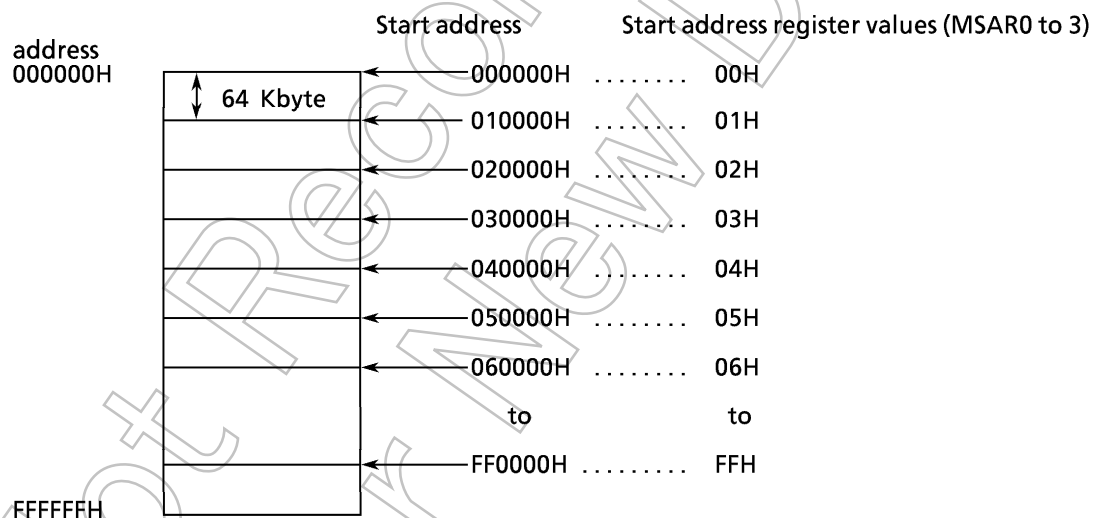 Start address Start address register values (MSAR0 to 3)
address
000000H
000000H ........ 00H
64 Kbyte
010000H ........ 01H
020000H ........ 02H
030000H ........ 03H
040000H ........ 04H
050000H ........ 05H
060000H ........ 06H
to to
FF0000H ......... FFH
FFFFFFH